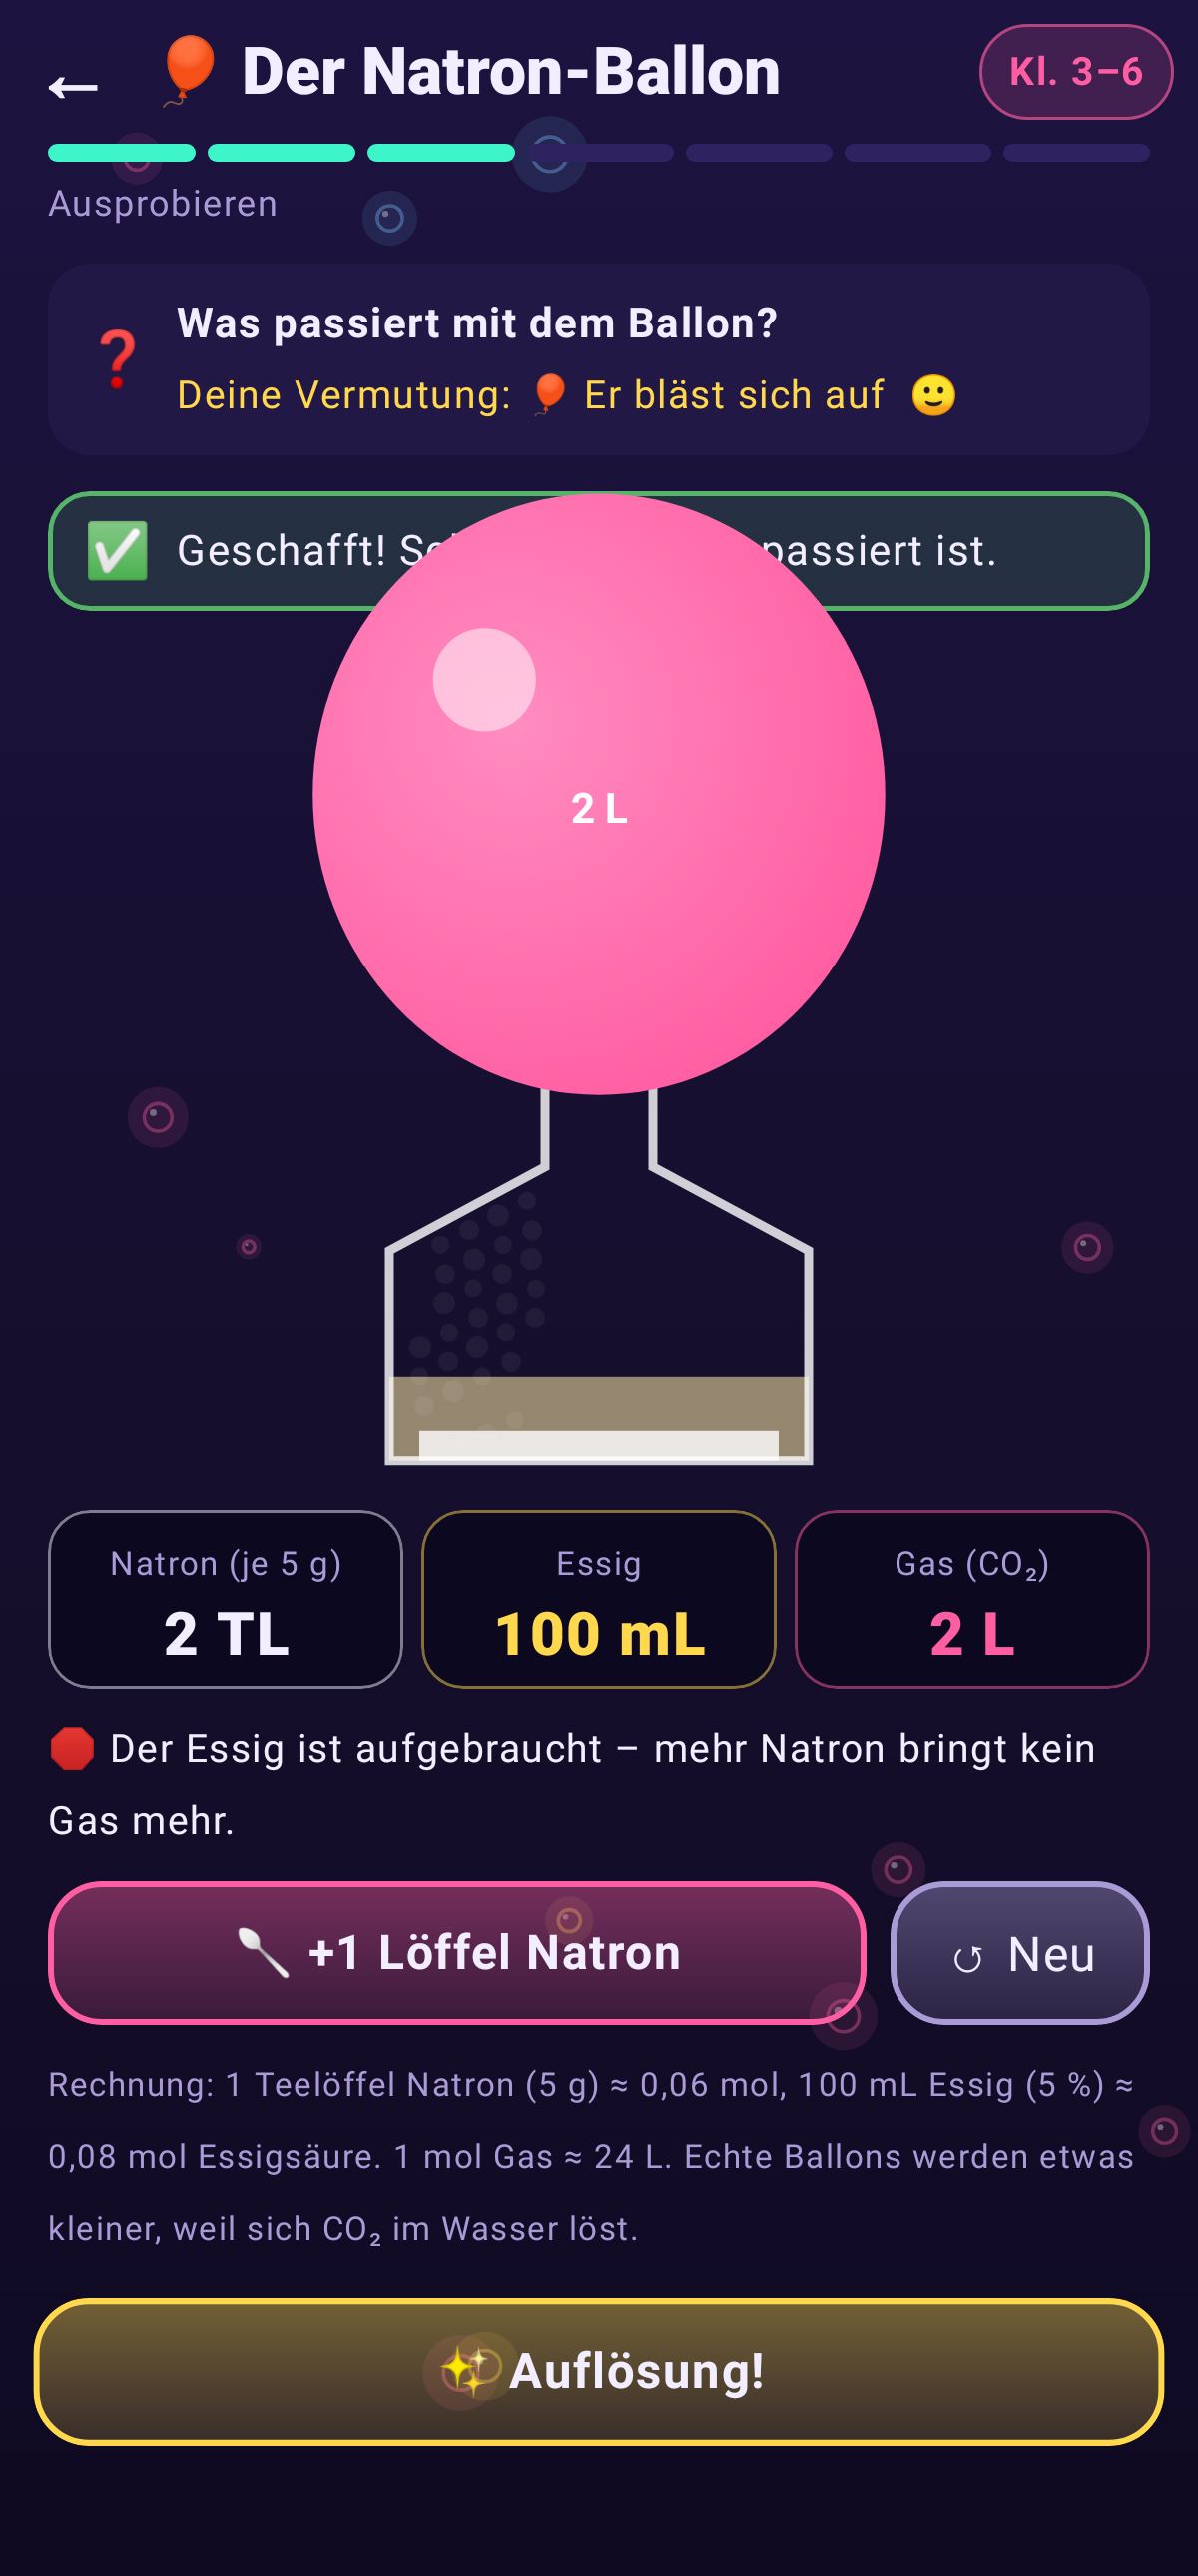 Der Natron-Ballon
Kl. 3–6
Ausprobieren
Was passiert mit dem Ballon?
Deine Vermutung: 🎈 Er bläst sich auf 🙂
Geschafft! passiert ist.
2 L
Natron (je 5 g)
2 TL
Essig
100 mL
Gas (CO₂)
2 L
Der Essig ist aufgebraucht – mehr Natron bringt kein
Gas mehr.
+1 Löffel Natron
Neu
Rechnung: 1 Teelöffel Natron (5 g) ≈ 0,06 mol, 100 mL Essig (5 %) ≈
0,08 mol Essigsäure. 1 mol Gas ≈ 24 L. Echte Ballons werden etwas
kleiner, weil sich CO₂ im Wasser löst.
Auflösung!